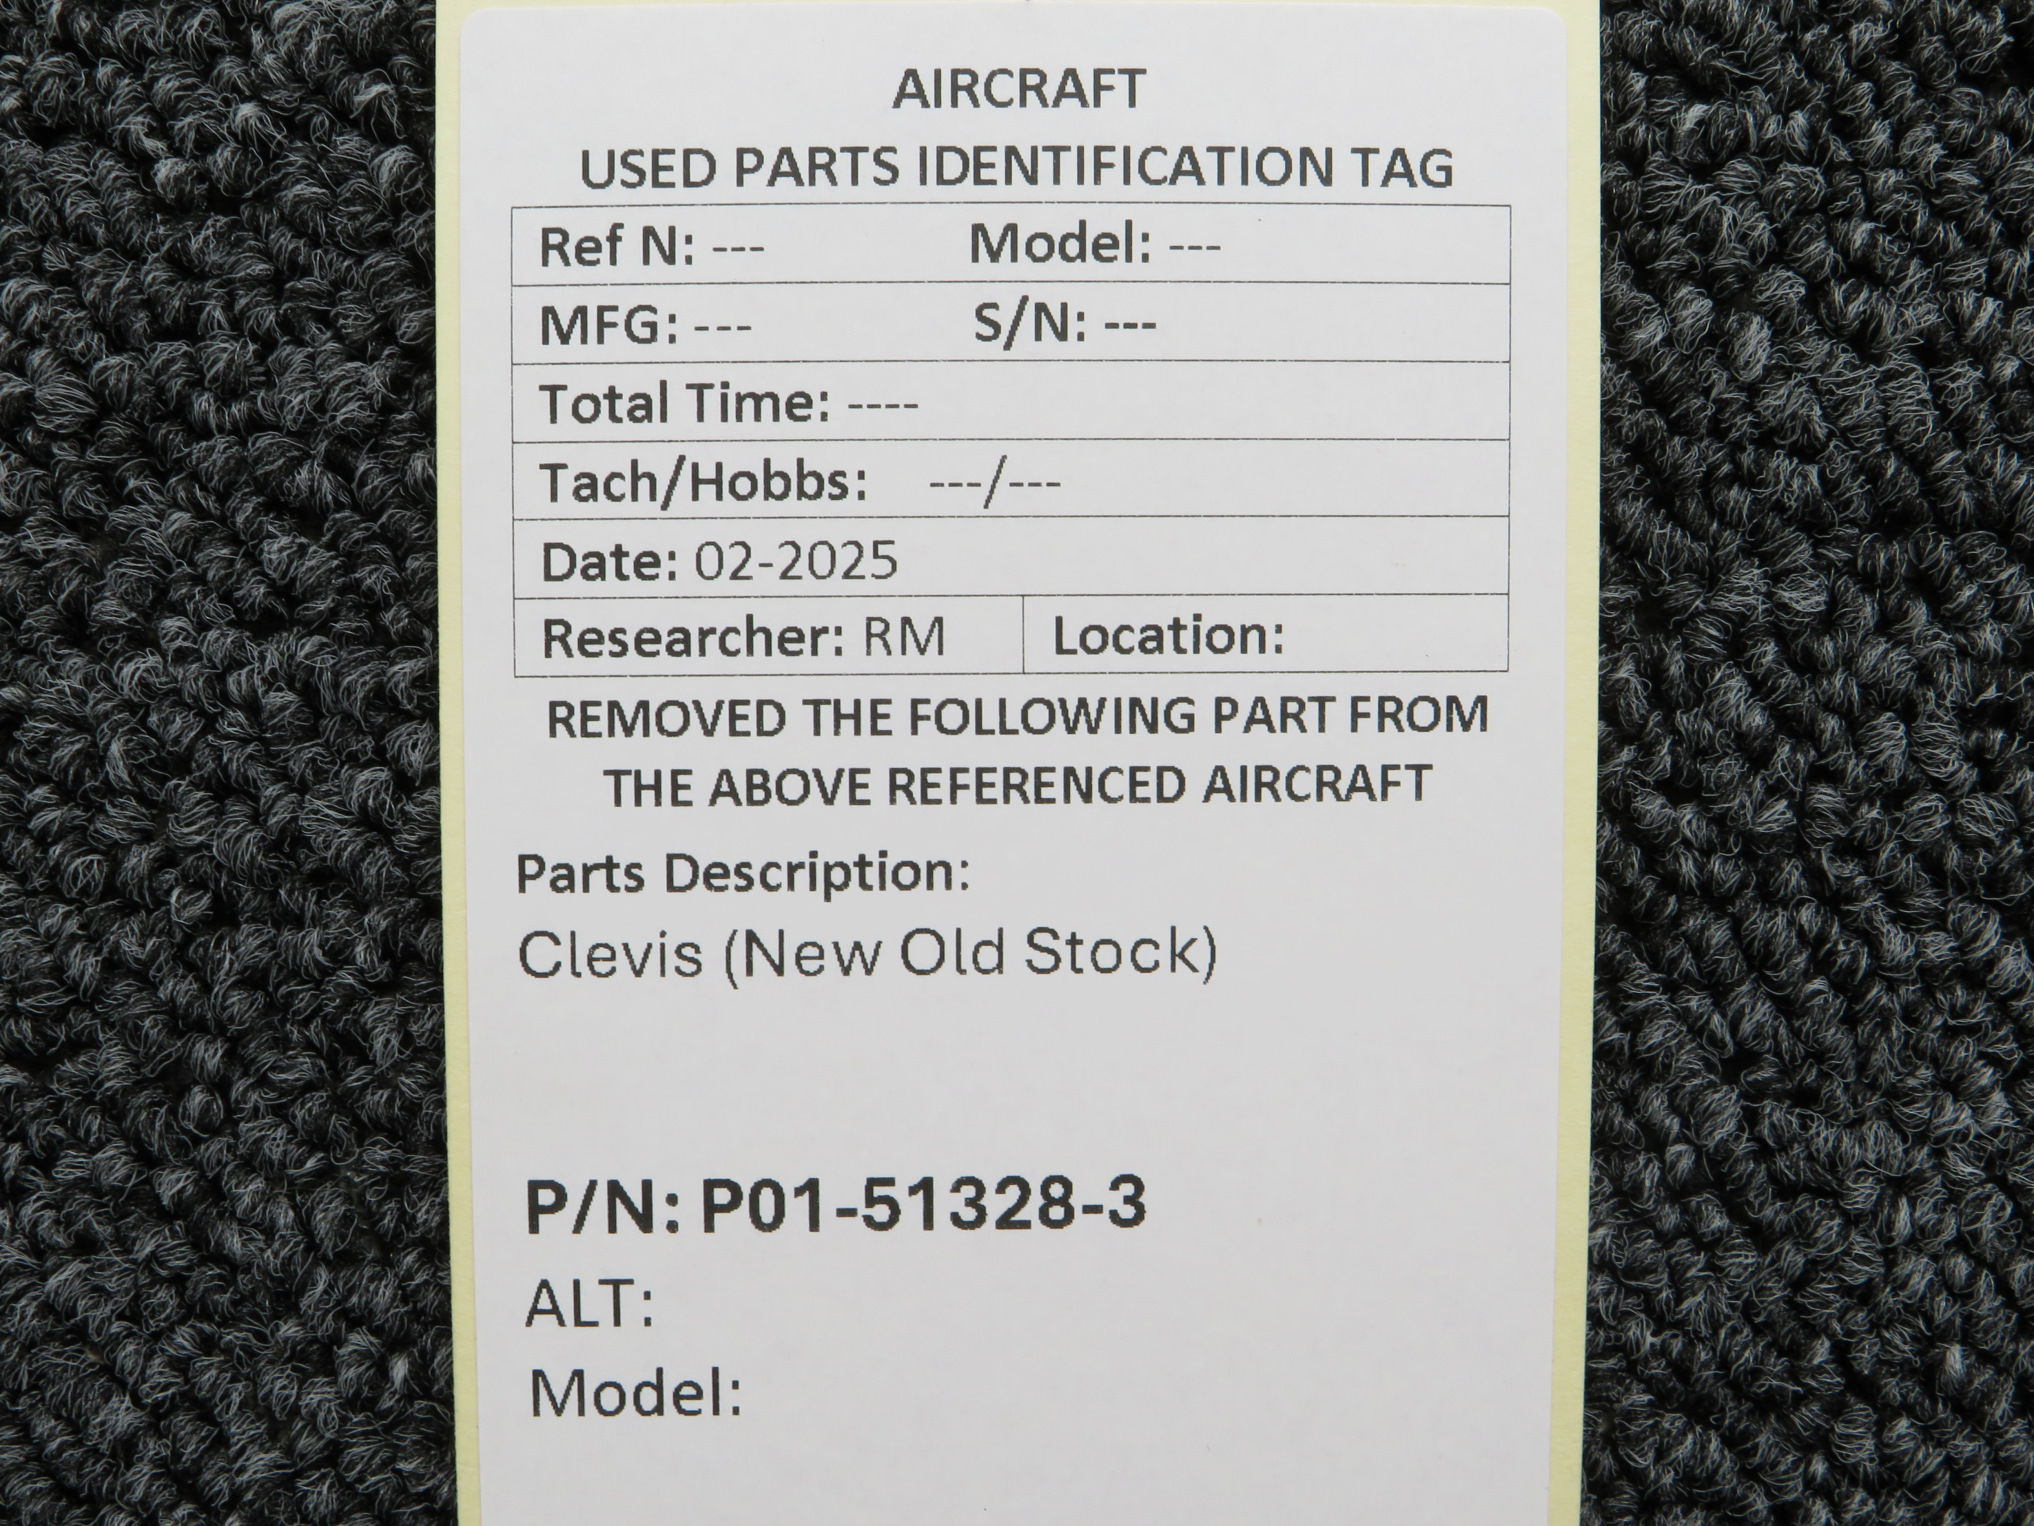 AIRCRAFT
USED PARTS IDENTIFICATION TAG
Ref N: --- Model: ---
MFG: --- S/N: ---
Total Time: ----
Tach/Hobbs: ---/---
Date: 02-2025
Researcher: RM Location:
REMOVED THE FOLLOWING PART FROM
THE ABOVE REFERENCED AIRCRAFT
Parts Description:
Clevis (New Old Stock)
P/N: P01-51328-3
ALT:
Model: